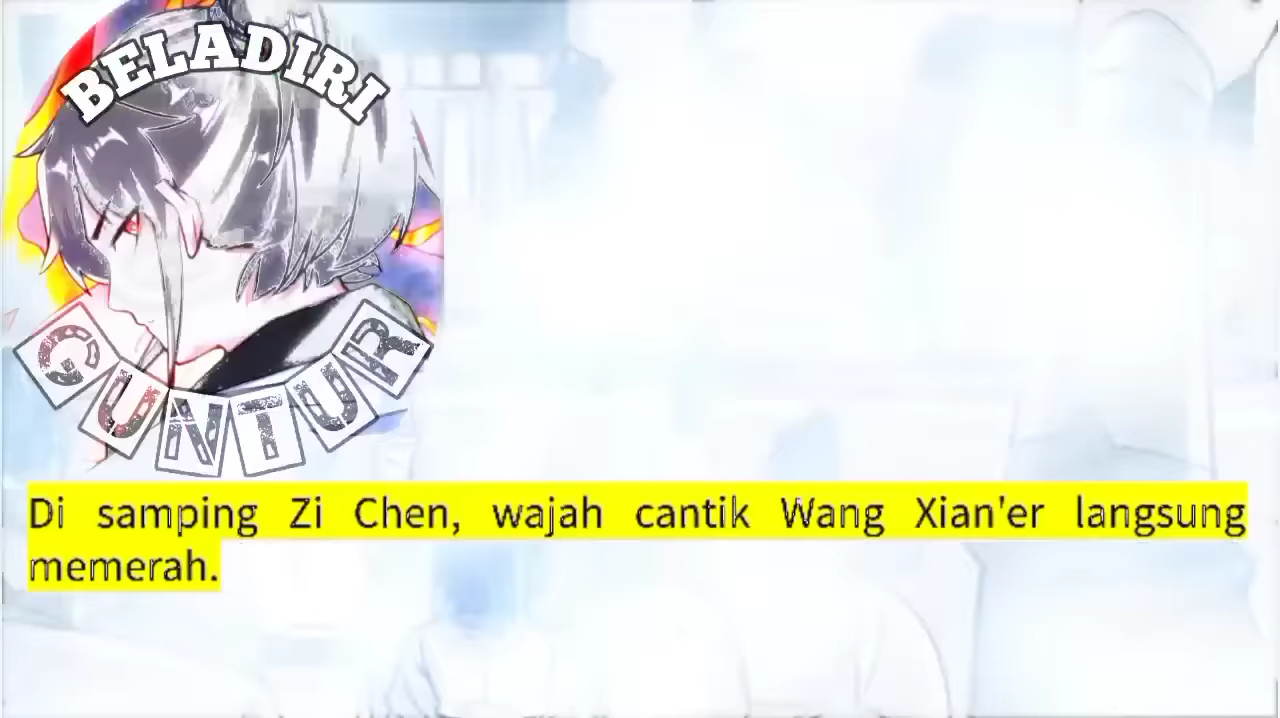 BELADIRI
GUNTUR
Di samping Zi Chen, wajah cantik Wang Xian'er langsung
memerah.